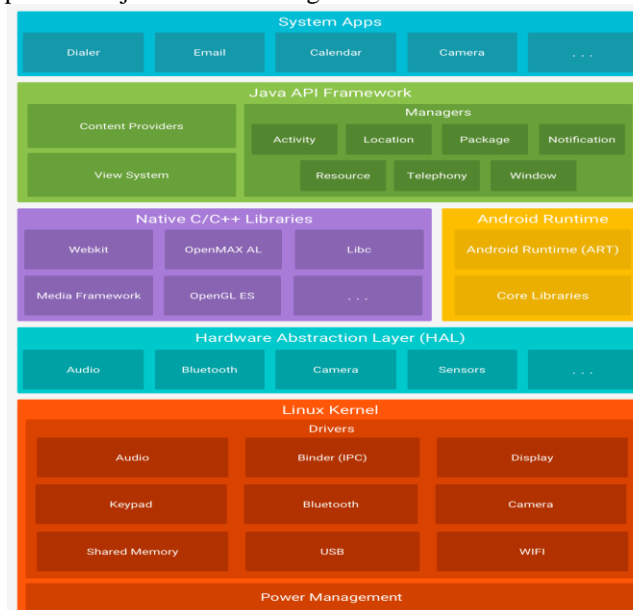 System Apps
Dialer Email Calendar Camera . . .
Java API Framework
Managers
Content Providers
Activity Location Package Notification
View System
Resource Telephony Window
Native C/C++ Libraries
Webkit OpenMAX AL Libc
Media Framework OpenGL ES . . .
Android Runtime
Android Runtime (ART)
Core Libraries
Hardware Abstraction Layer (HAL)
Audio Bluetooth Camera Sensors . . .
Linux Kernel
Drivers
Audio Binder (IPC) Display
Keypad Bluetooth Camera
Shared Memory USB WIFI
Power Management